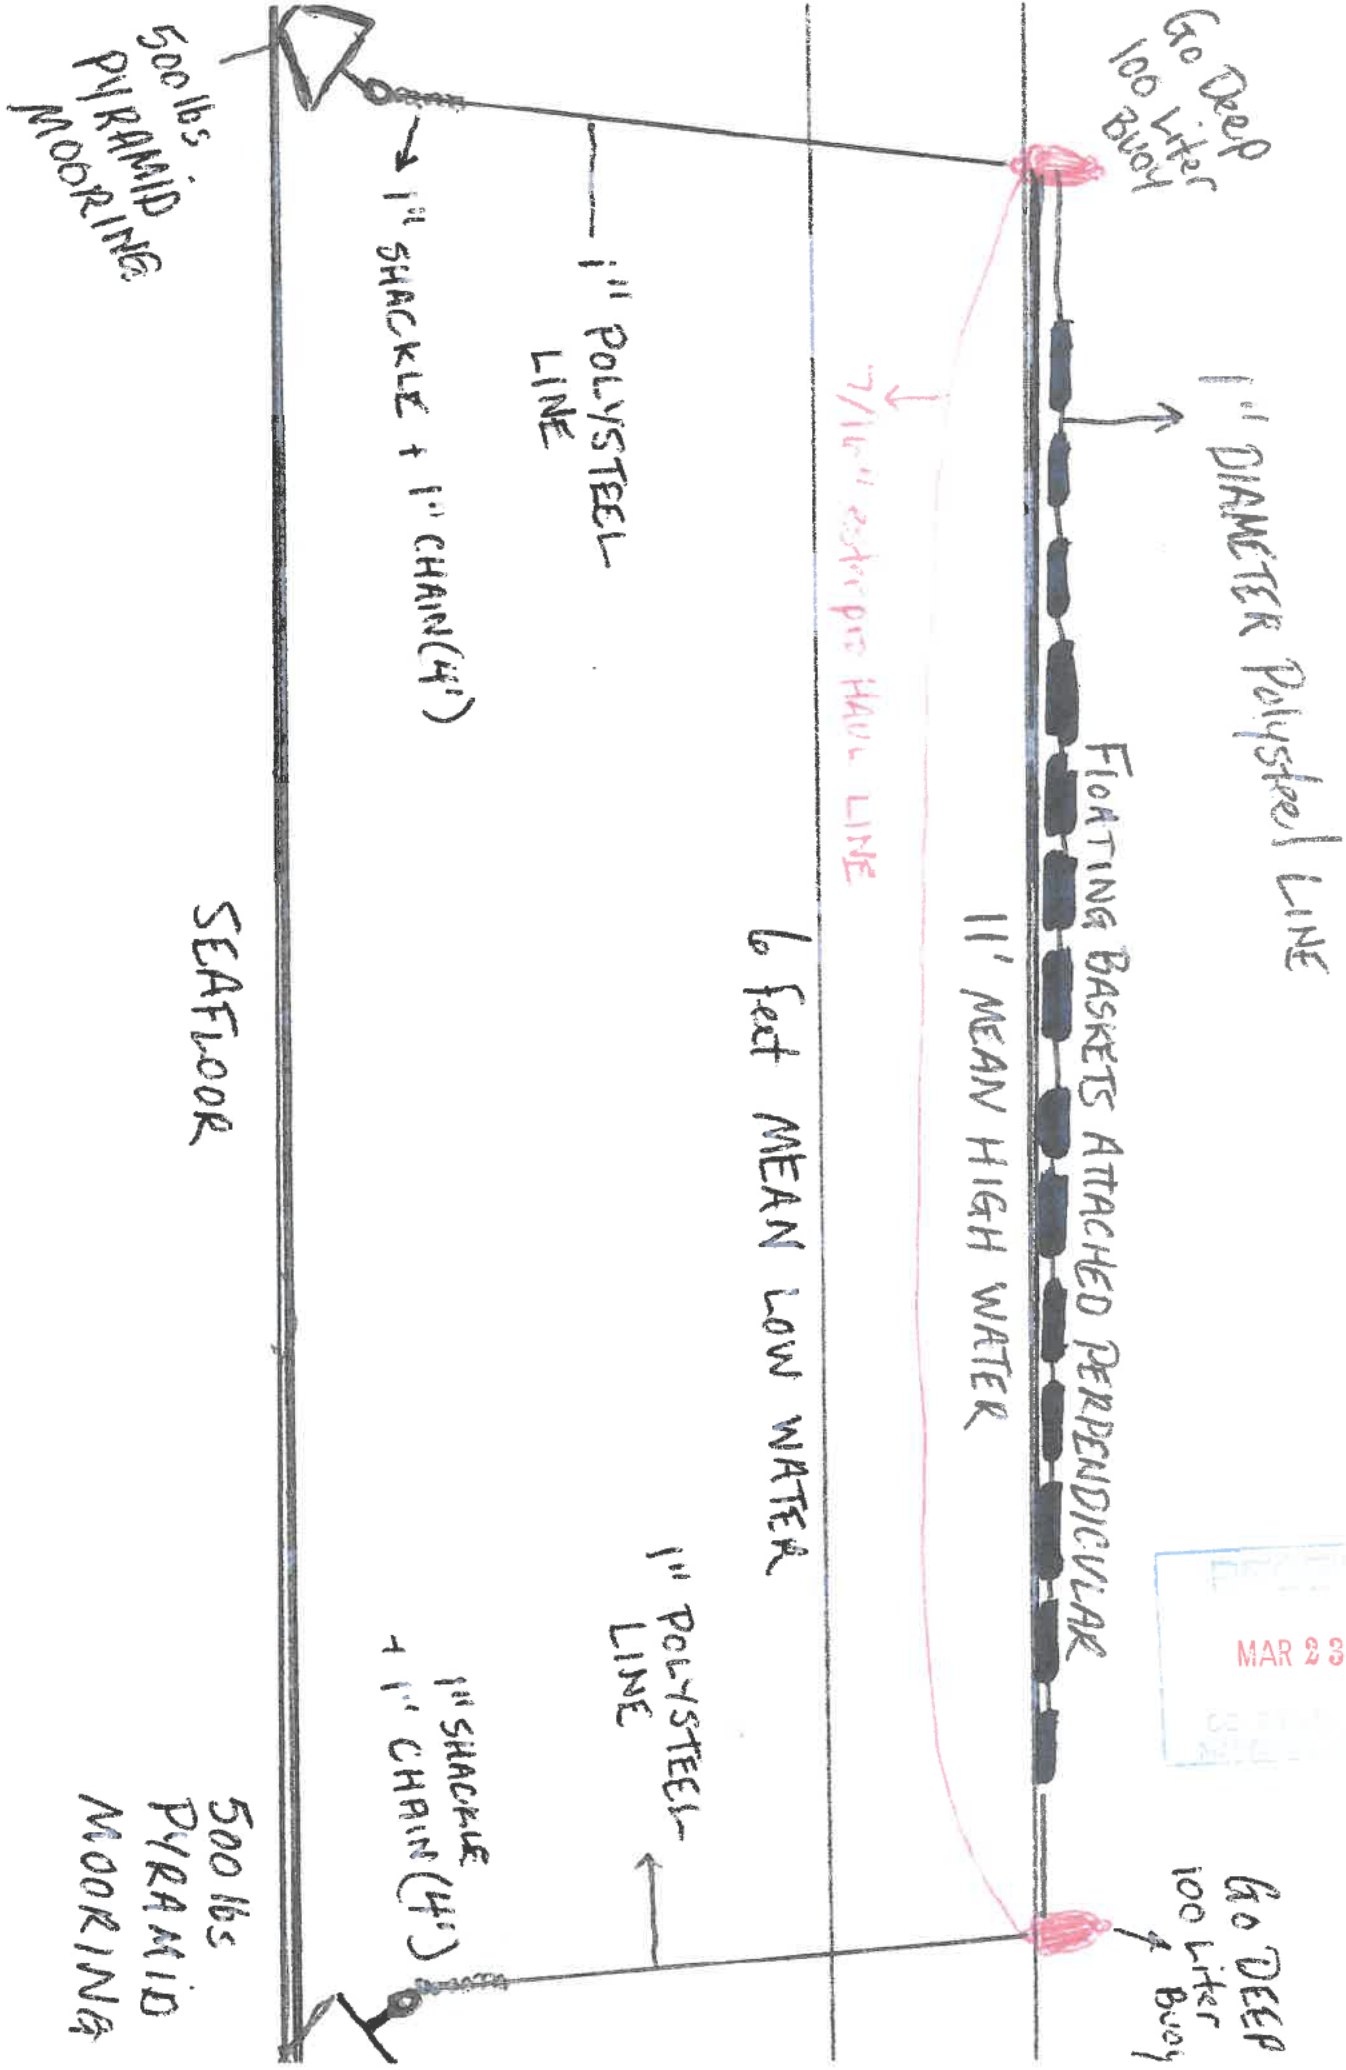 Go Deep
100 Liter
Buoy
1" DIAMETER Polysteel LINE
FLOATING BASKETS ATTACHED PERPENDICULAR
MAR 23
GO DEEP
100 Liter
Buoy
11' MEAN HIGH WATER
7/16" HAUL LINE
6 feet MEAN LOW WATER
1" POLYSTEEL
LINE
1" POLYSTEEL
LINE
1" SHACKLE + 1" CHAIN (4')
1" SHACKLE
+ 1" CHAIN (4')
500 lbs
PYRAMID
MOORING
SEAFLOOR
500 lbs
PYRAMID
MOORING